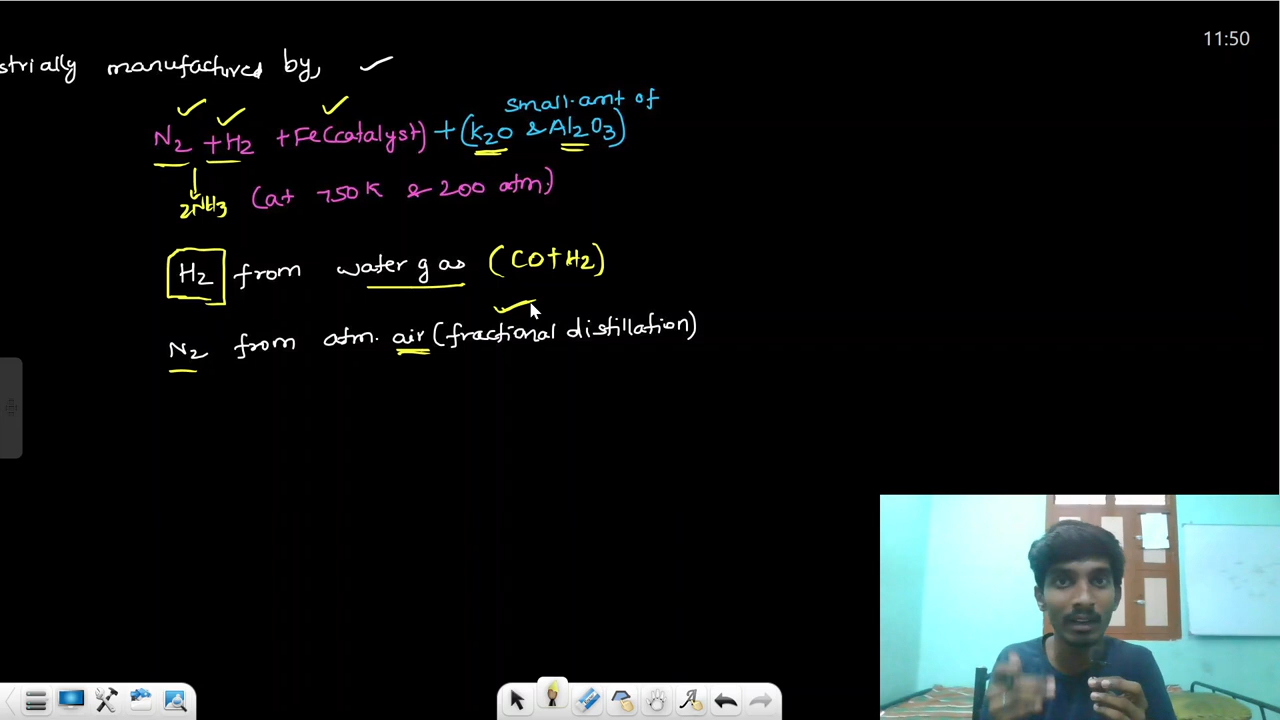 strially manufactured by,
11:50
small amt of
N2 + H2 + Fe(catalyst) + (K2O & Al2O3)
2NH3 (at 750K & 200 atm.)
H2 from water gas (CO+H2)
N2 from atm. air (fractional distillation)